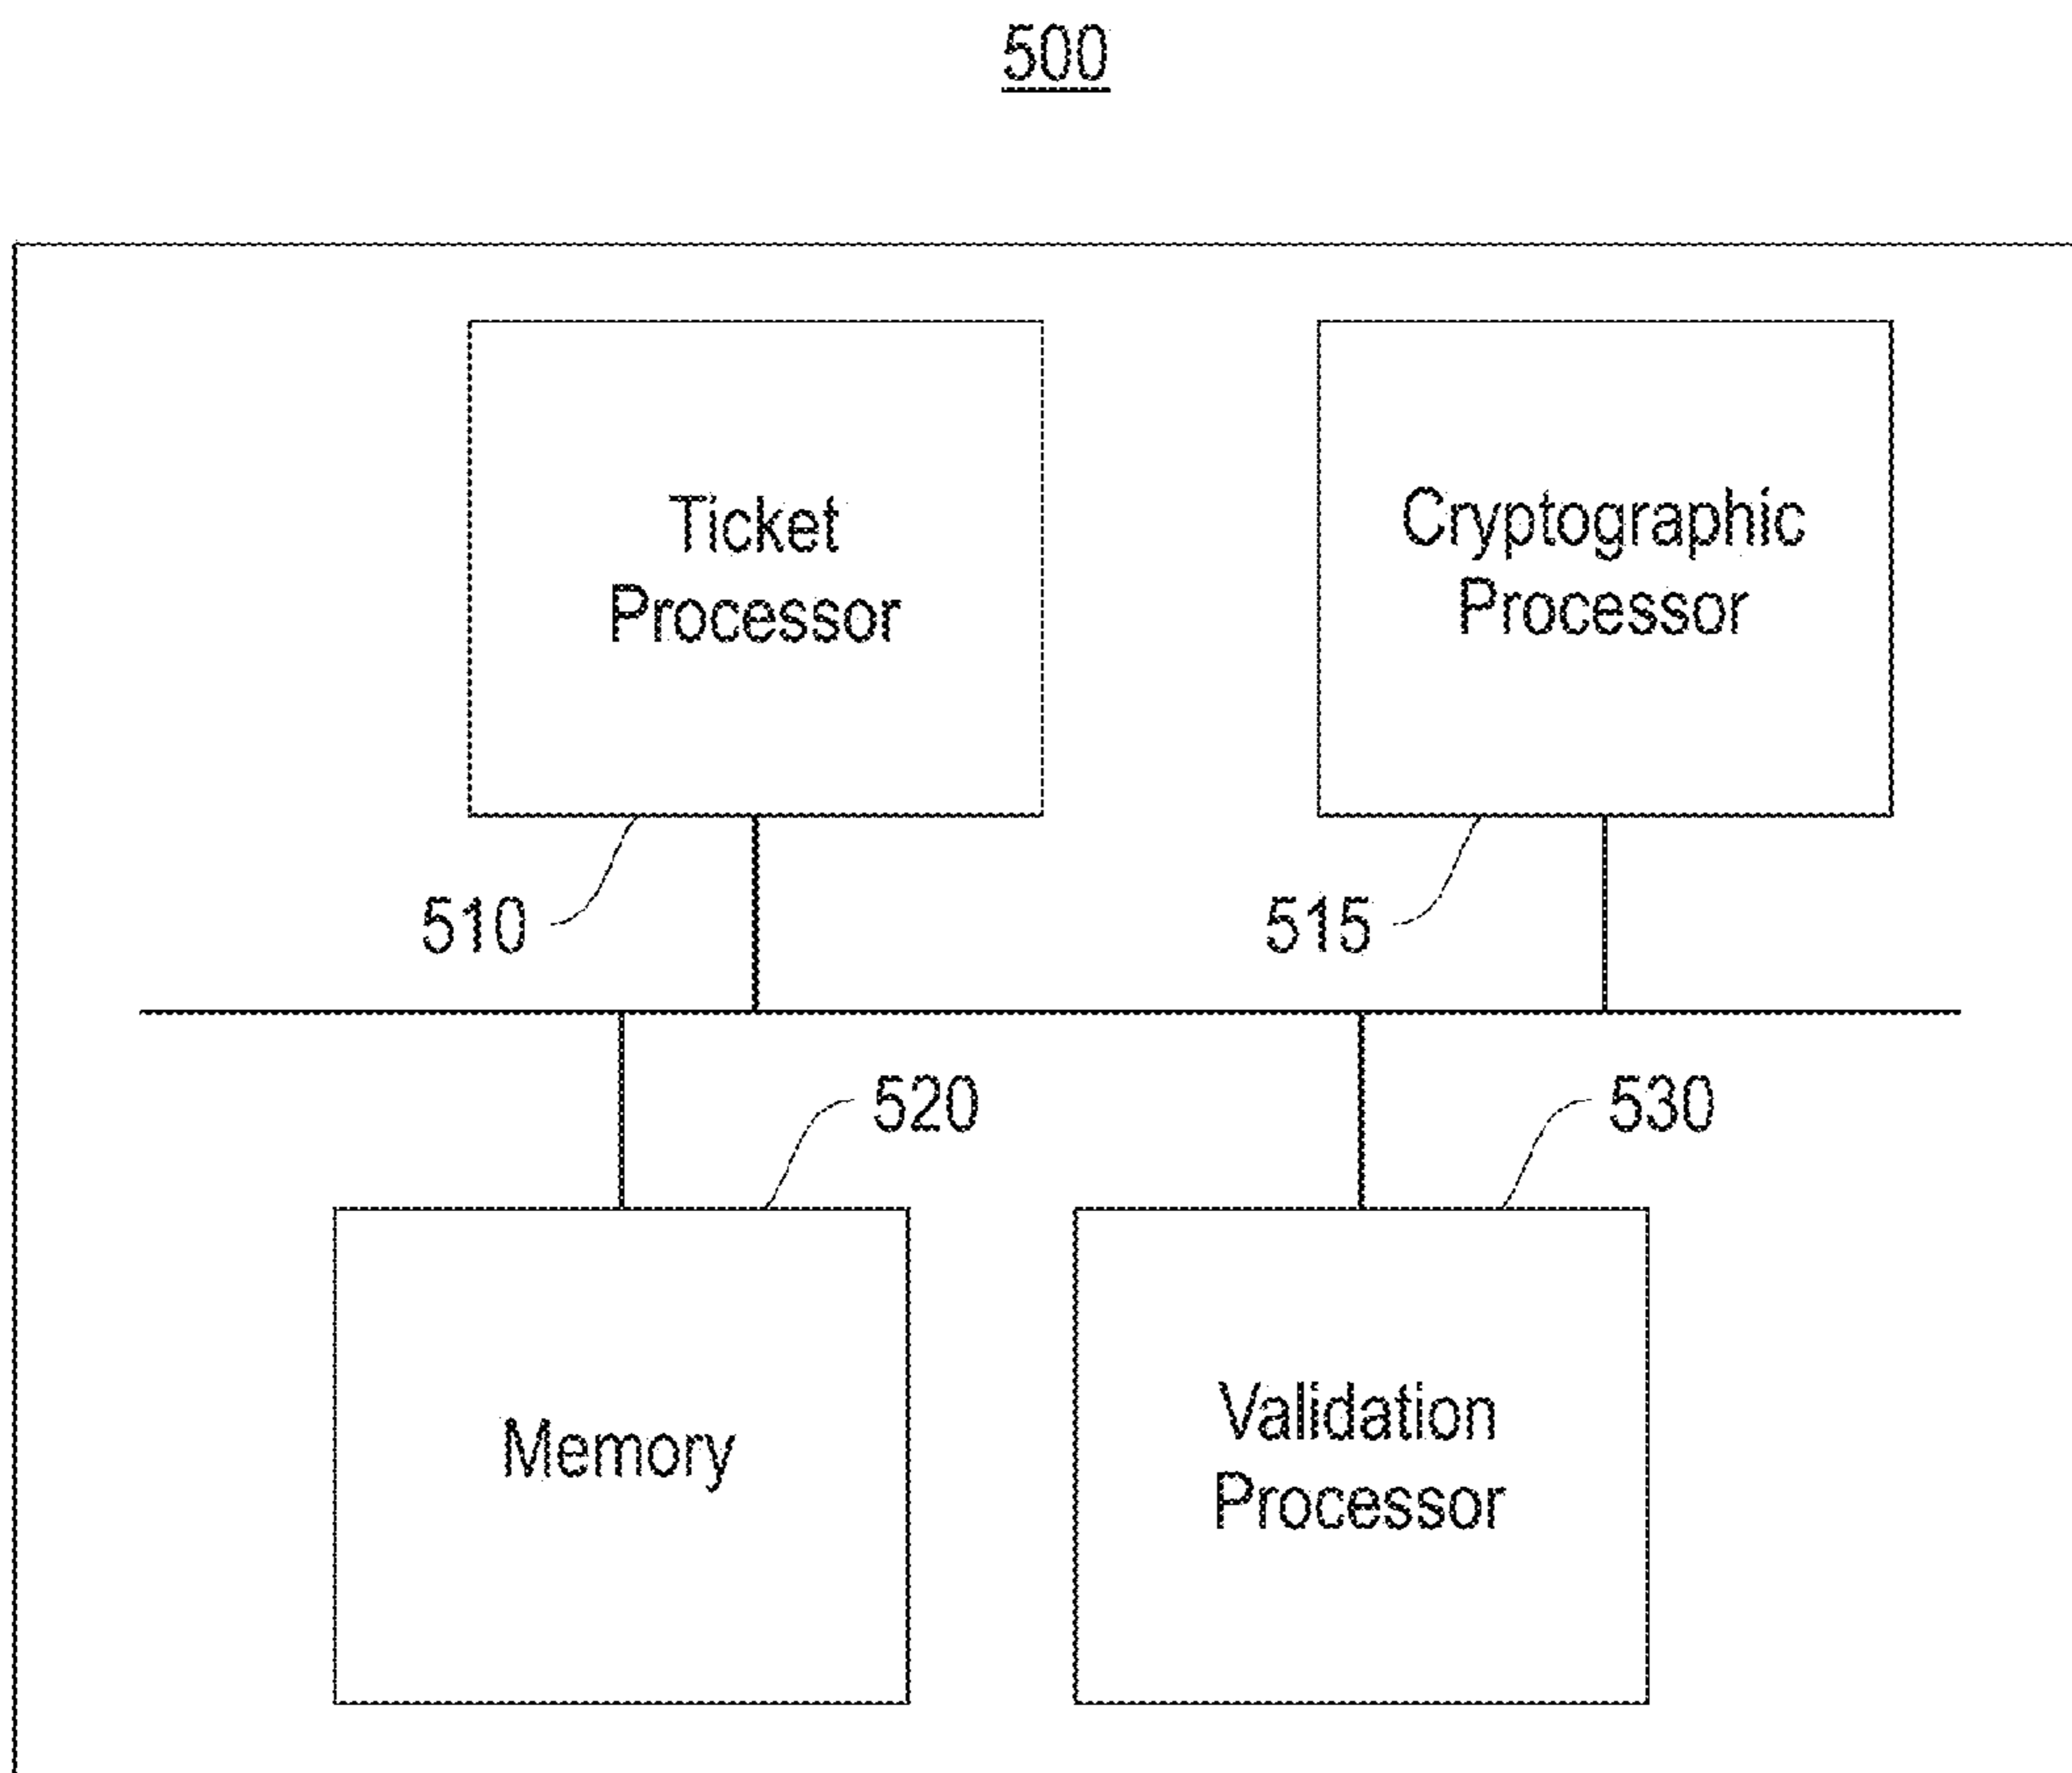 500
Ticket
Processor
Cryptographic
Processor
510
515
520
530
Memory
Validation
Processor